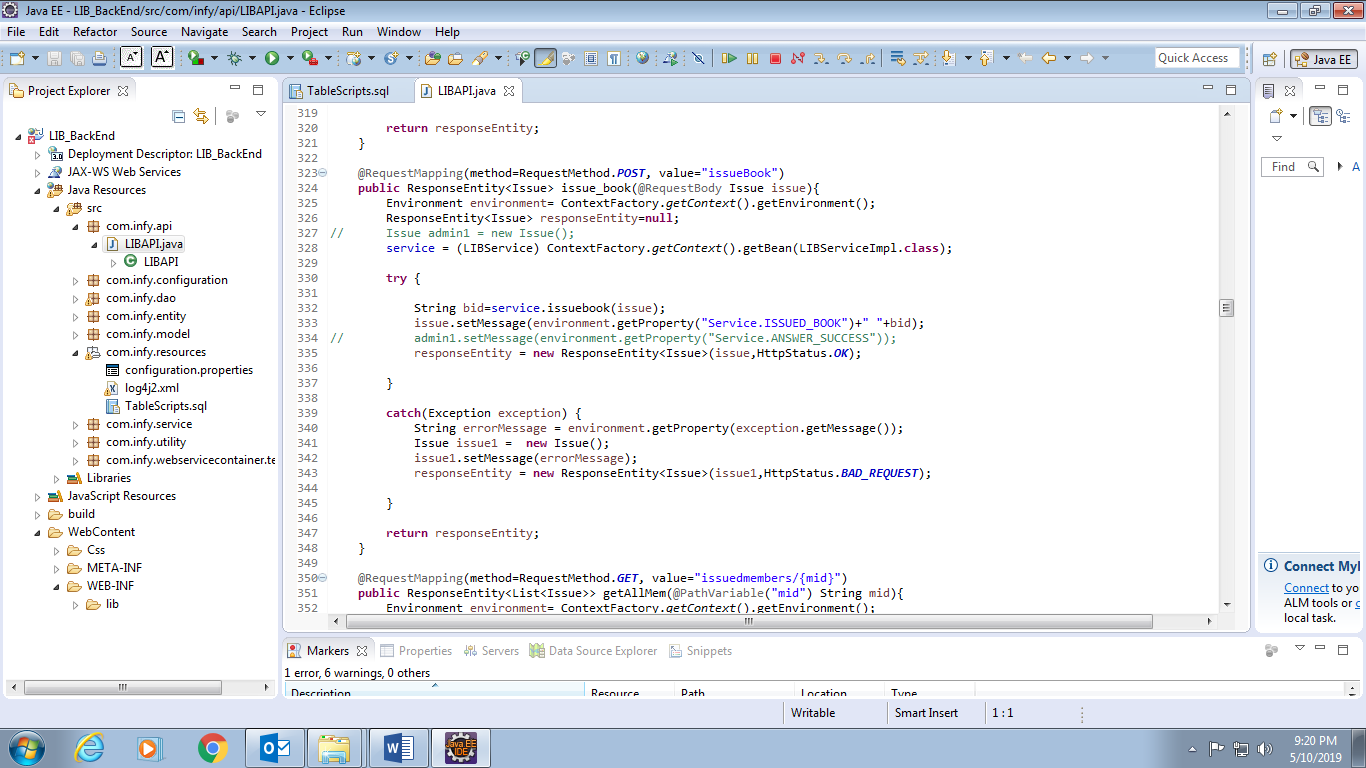 Java EE - LIB_BackEnd/src/com/infy/api/LIBAPI.java - Eclipse
File Edit Refactor Source Navigate Search Project Run Window Help
A A Quick Access Java EE
Project Explorer
LIB_BackEnd
Deployment Descriptor: LIB_BackEnd
JAX-WS Web Services
Java Resources
src
com.infy.api
LIBAPI.java
LIBAPI
com.infy.configuration
com.infy.dao
com.infy.entity
com.infy.model
com.infy.resources
configuration.properties
log4j2.xml
TableScripts.sql
com.infy.service
com.infy.utility
com.infy.webservicecontainer.te
Libraries
JavaScript Resources
build
WebContent
Css
META-INF
WEB-INF
lib
TableScripts.sql LIBAPI.java
319
320 return responseEntity;
321 }
322
323 @RequestMapping(method=RequestMethod.POST, value="issueBook")
324 public ResponseEntity<Issue> issue_book(@RequestBody Issue issue){
325 Environment environment= ContextFactory.getContext().getEnvironment();
326 ResponseEntity<Issue> responseEntity=null;
327 // Issue admin1 = new Issue();
328 service = (LIBService) ContextFactory.getContext().getBean(LIBServiceImpl.class);
329
330 try {
331
332 String bid=service.issuebook(issue);
333 issue.setMessage(environment.getProperty("Service.ISSUED_BOOK")+" "+bid);
334 // admin1.setMessage(environment.getProperty("Service.ANSWER_SUCCESS"));
335 responseEntity = new ResponseEntity<Issue>(issue,HttpStatus.OK);
336
337 }
338
339 catch(Exception exception) {
340 String errorMessage = environment.getProperty(exception.getMessage());
341 Issue issue1 =  new Issue();
342 issue1.setMessage(errorMessage);
343 responseEntity = new ResponseEntity<Issue>(issue1,HttpStatus.BAD_REQUEST);
344
345 }
346
347 return responseEntity;
348 }
349
350 @RequestMapping(method=RequestMethod.GET, value="issuedmembers/{mid}")
351 public ResponseEntity<List<Issue>> getAllMem(@PathVariable("mid") String mid){
352 Environment environment= ContextFactory.getContext().getEnvironment();
Find A
Connect Myl
Connect to yo
ALM tools or c
local task.
Markers Properties Servers Data Source Explorer Snippets
1 error, 6 warnings, 0 others
Description Resource Path Location Type
Writable Smart Insert 1 : 1
Java EE IDE
9:20 PM
5/10/2019